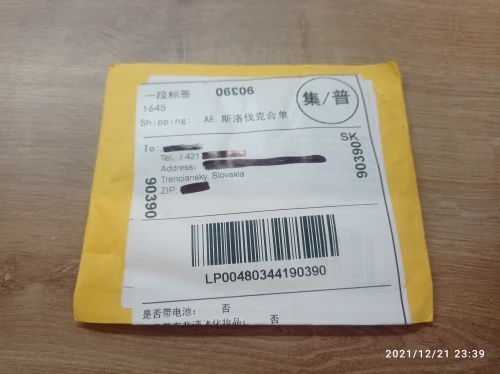 一段标签
90390
集/普
1645
Shipping: AE 斯洛伐克合单
To:
SK
Tel: / 421
90390
Address:
Trenciansky, Slovakia
ZIP:
90390
LP00480344190390
是否带电池: 否
否
2021/12/21 23:39